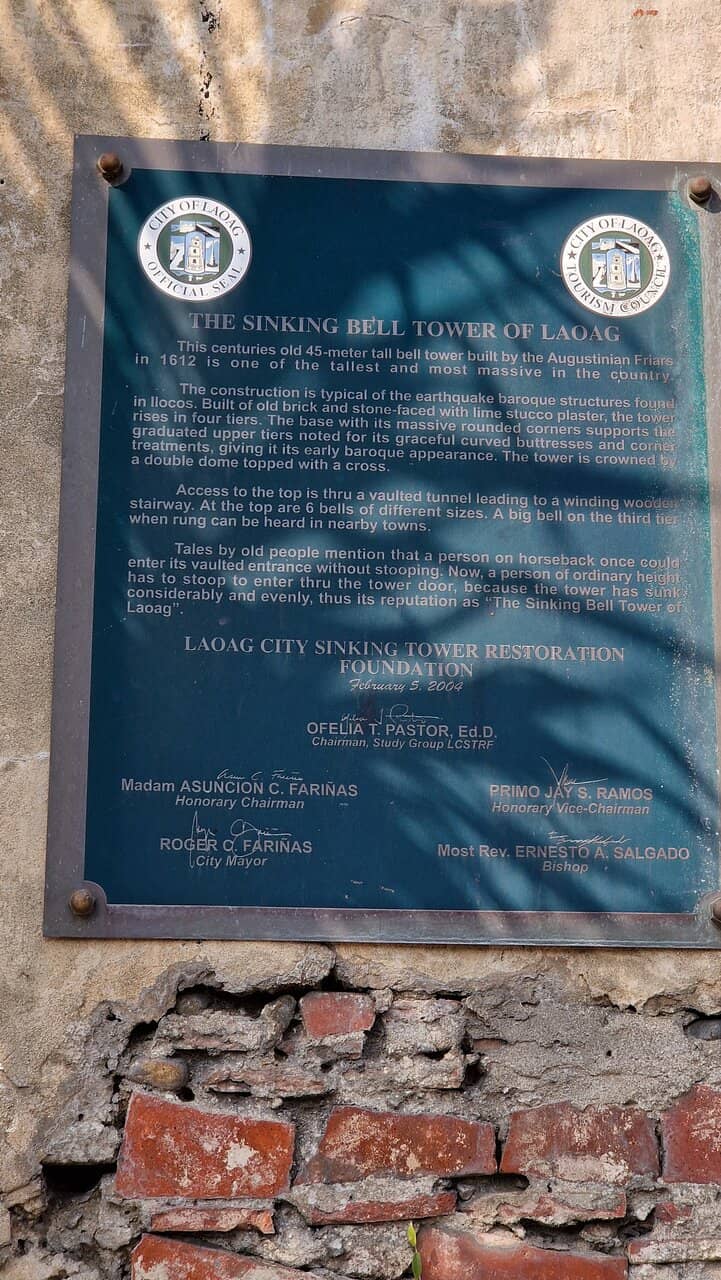 CITY OF LAOAG
OFFICIAL SEAL
CITY OF LAOAG
TOURISM COUNCIL
THE SINKING BELL TOWER OF LAOAG
This centuries old 45-meter tall bell tower built by the Augustinian Friars
in 1612 is one of the tallest and most massive in the country.
The construction is typical of the earthquake baroque structures found
in Ilocos. Built of old brick and stone-faced with lime stucco plaster, the tower
rises in four tiers. The base with its massive rounded corners supports the
graduated upper tiers noted for its graceful curved buttresses and corner
treatments, giving it its early baroque appearance. The tower is crowned by
a double dome topped with a cross.
Access to the top is thru a vaulted tunnel leading to a winding wooden
stairway. At the top are 6 bells of different sizes. A big bell on the third tier
when rung can be heard in nearby towns.
Tales by old people mention that a person on horseback once could
enter its vaulted entrance without stooping. Now, a person of ordinary height
has to stoop to enter thru the tower door, because the tower has sunk
considerably and evenly, thus its reputation as "The Sinking Bell Tower of
Laoag".
LAOAG CITY SINKING TOWER RESTORATION
FOUNDATION
February 5, 2004
OFELIA T. PASTOR, Ed.D.
Chairman, Study Group LCSTRF
Madam ASUNCION C. FARIÑAS
Honorary Chairman
PRIMO JAY S. RAMOS
Honorary Vice-Chairman
ROGER C. FARIÑAS
City Mayor
Most Rev. ERNESTO A. SALGADO
Bishop